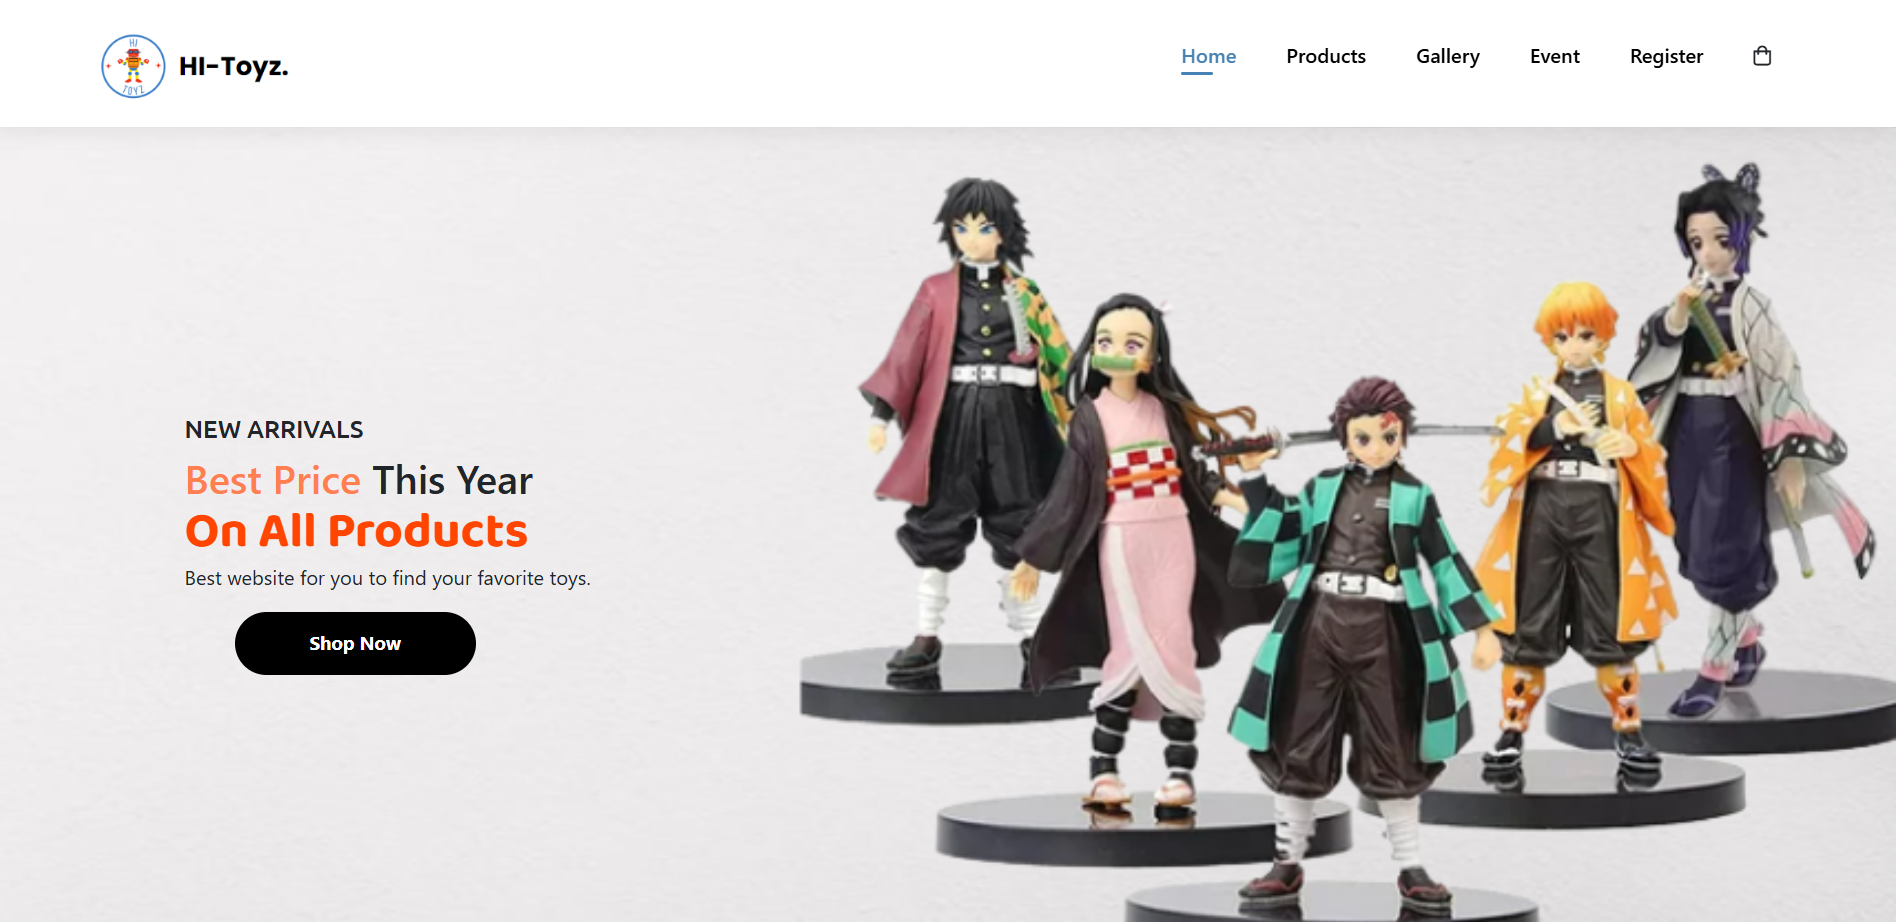 HI
TOYZ
HI-Toyz.
Home
Products
Gallery
Event
Register
NEW ARRIVALS
Best Price This Year
On All Products
Best website for you to find your favorite toys.
Shop Now